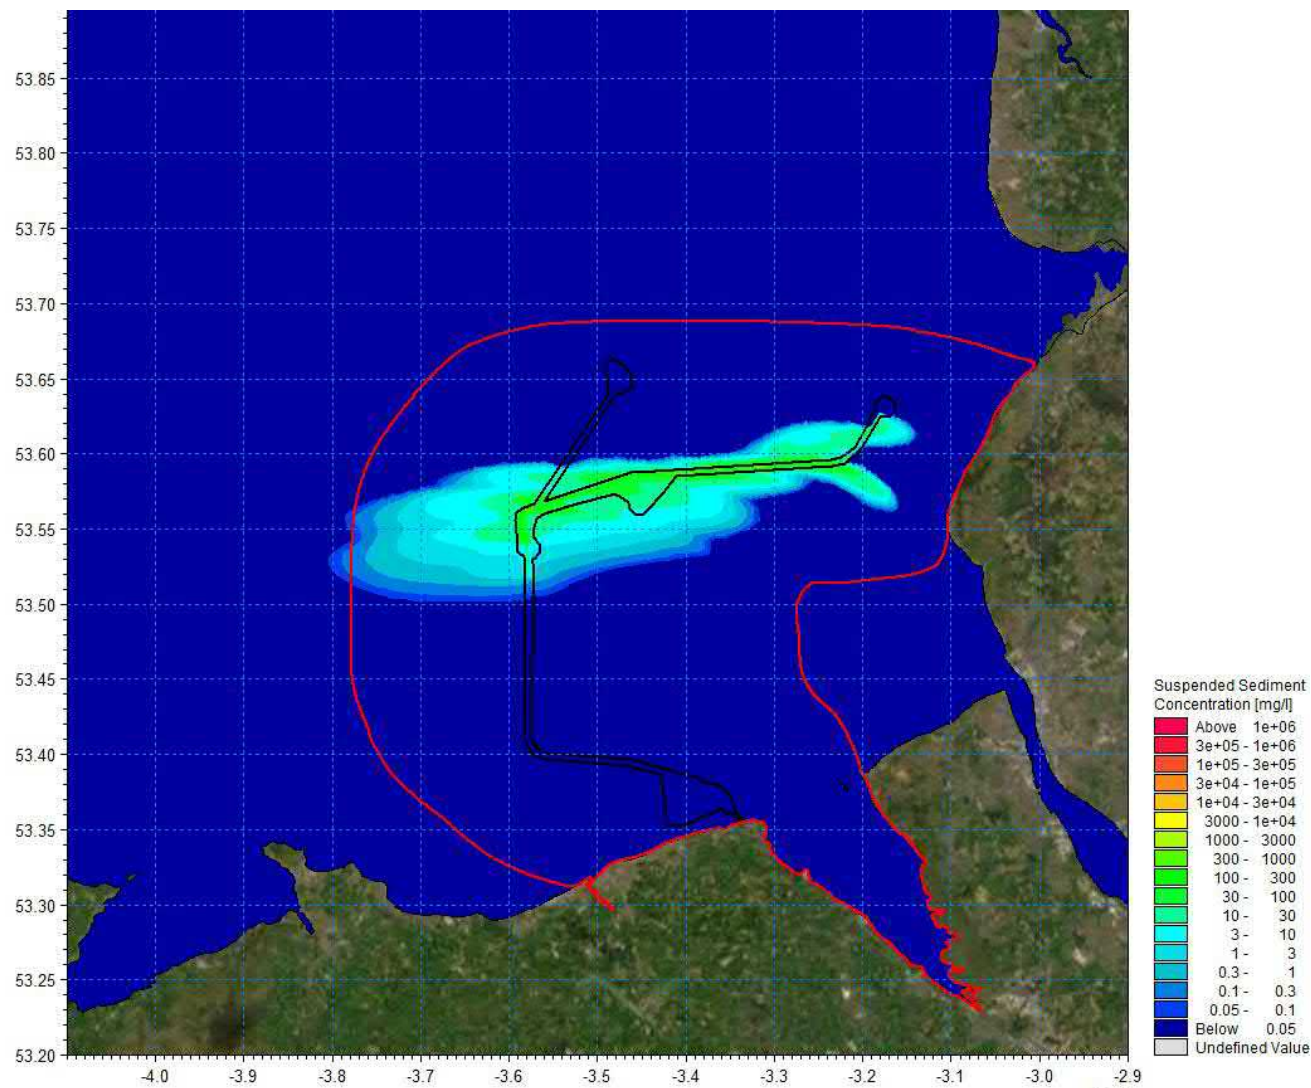 53.85
53.80
53.75
53.70
53.65
53.60
53.55
53.50
53.45
53.40
53.35
53.30
53.25
53.20
-4.0 -3.9 -3.8 -3.7 -3.6 -3.5 -3.4 -3.3 -3.2 -3.1 -3.0 -2.9
Suspended Sediment
Concentration [mg/l]
Above 1e+06
3e+05 - 1e+06
1e+05 - 3e+05
3e+04 - 1e+05
1e+04 - 3e+04
3000 - 1e+04
1000 - 3000
300 - 1000
100 - 300
30 - 100
10 - 30
3 - 10
1 - 3
0.3 - 1
0.1 - 0.3
0.05 - 0.1
Below 0.05
Undefined Value